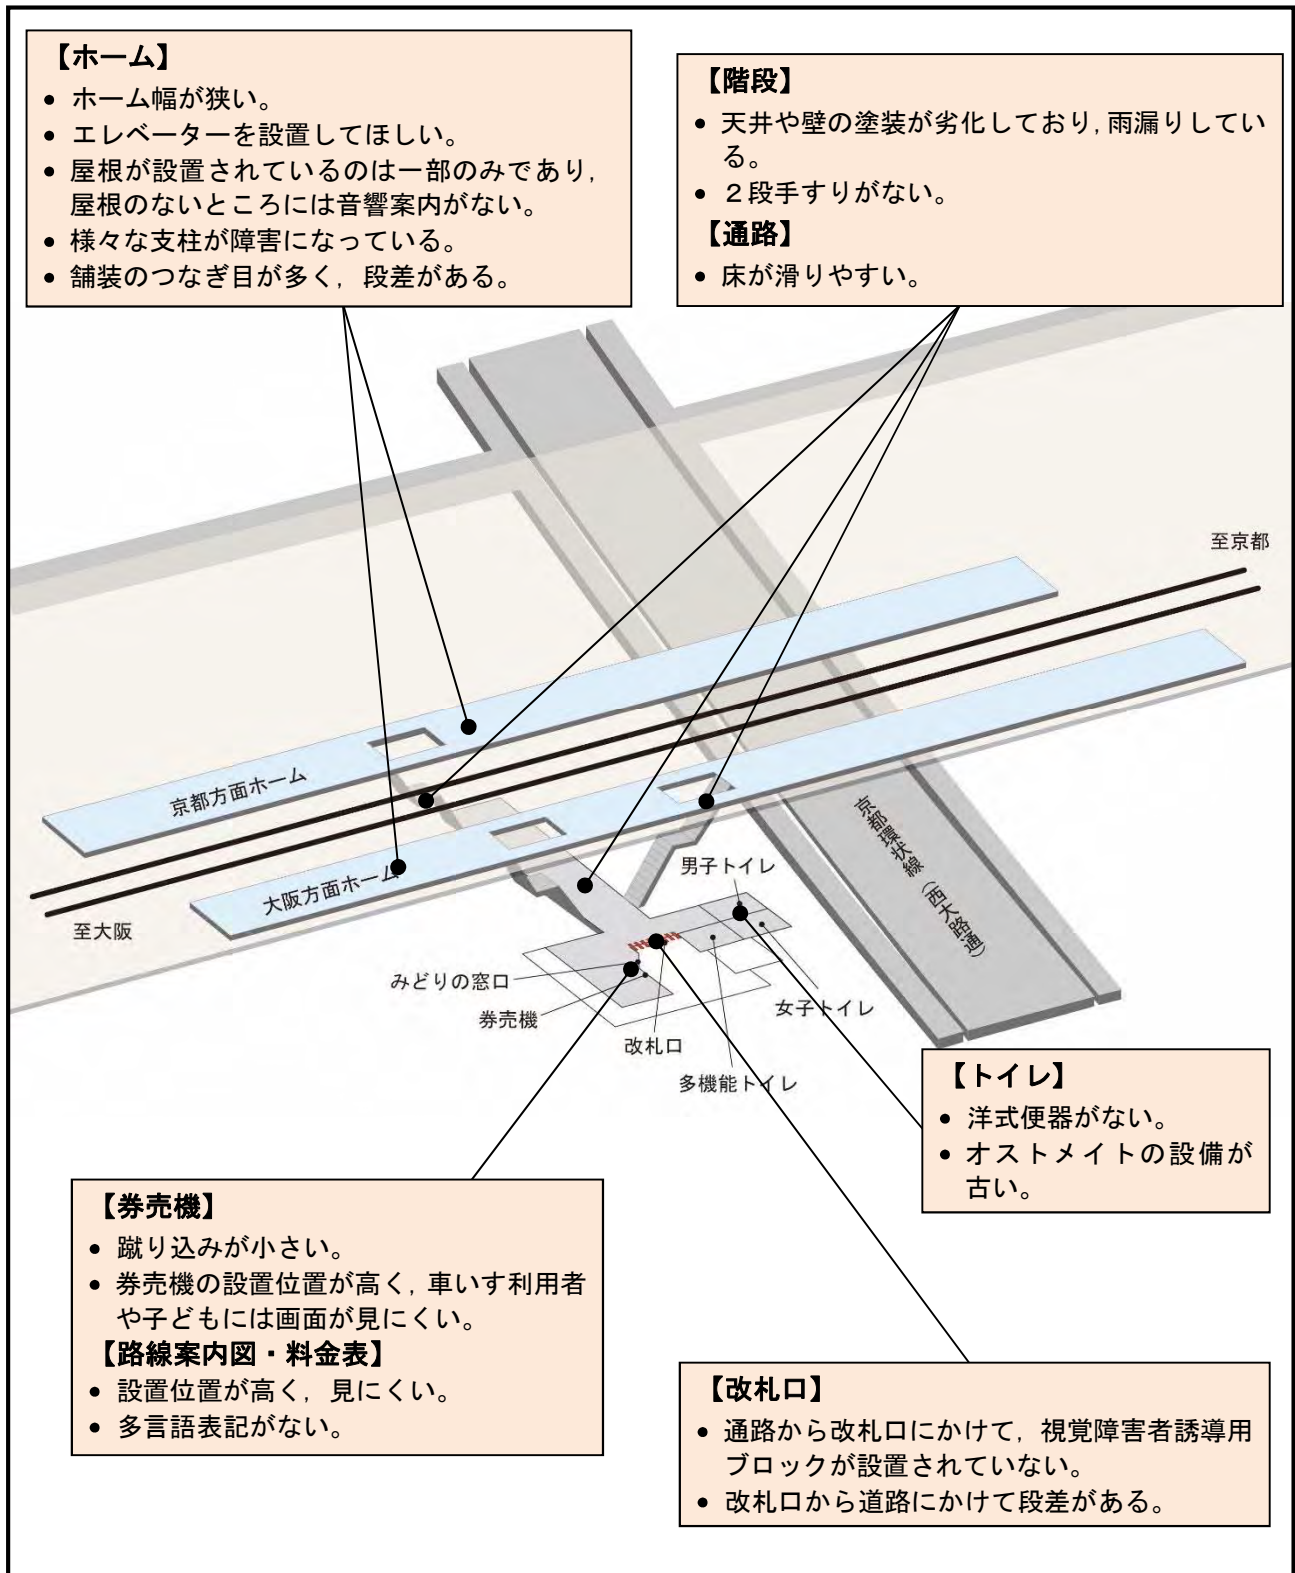 【ホーム】
• ホーム幅が狭い。
• エレベーターを設置してほしい。
• 屋根が設置されているのは一部のみであり，
屋根のないところには音響案内がない。
• 様々な支柱が障害になっている。
• 舗装のつなぎ目が多く，段差がある。
【階段】
• 天井や壁の塗装が劣化しており，雨漏りしてい
る。
• ２段手すりがない。
【通路】
• 床が滑りやすい。
至京都
京都方面ホーム
大阪方面ホーム
至大阪
京都環状線（西大路通）
男子トイレ
みどりの窓口
券売機
改札口
女子トイレ
多機能トイレ
【トイレ】
• 洋式便器がない。
• オストメイトの設備が
古い。
【券売機】
• 蹴り込みが小さい。
• 券売機の設置位置が高く，車いす利用者
や子どもには画面が見にくい。
【路線案内図・料金表】
• 設置位置が高く，見にくい。
• 多言語表記がない。
【改札口】
• 通路から改札口にかけて，視覚障害者誘導用
ブロックが設置されていない。
• 改札口から道路にかけて段差がある。